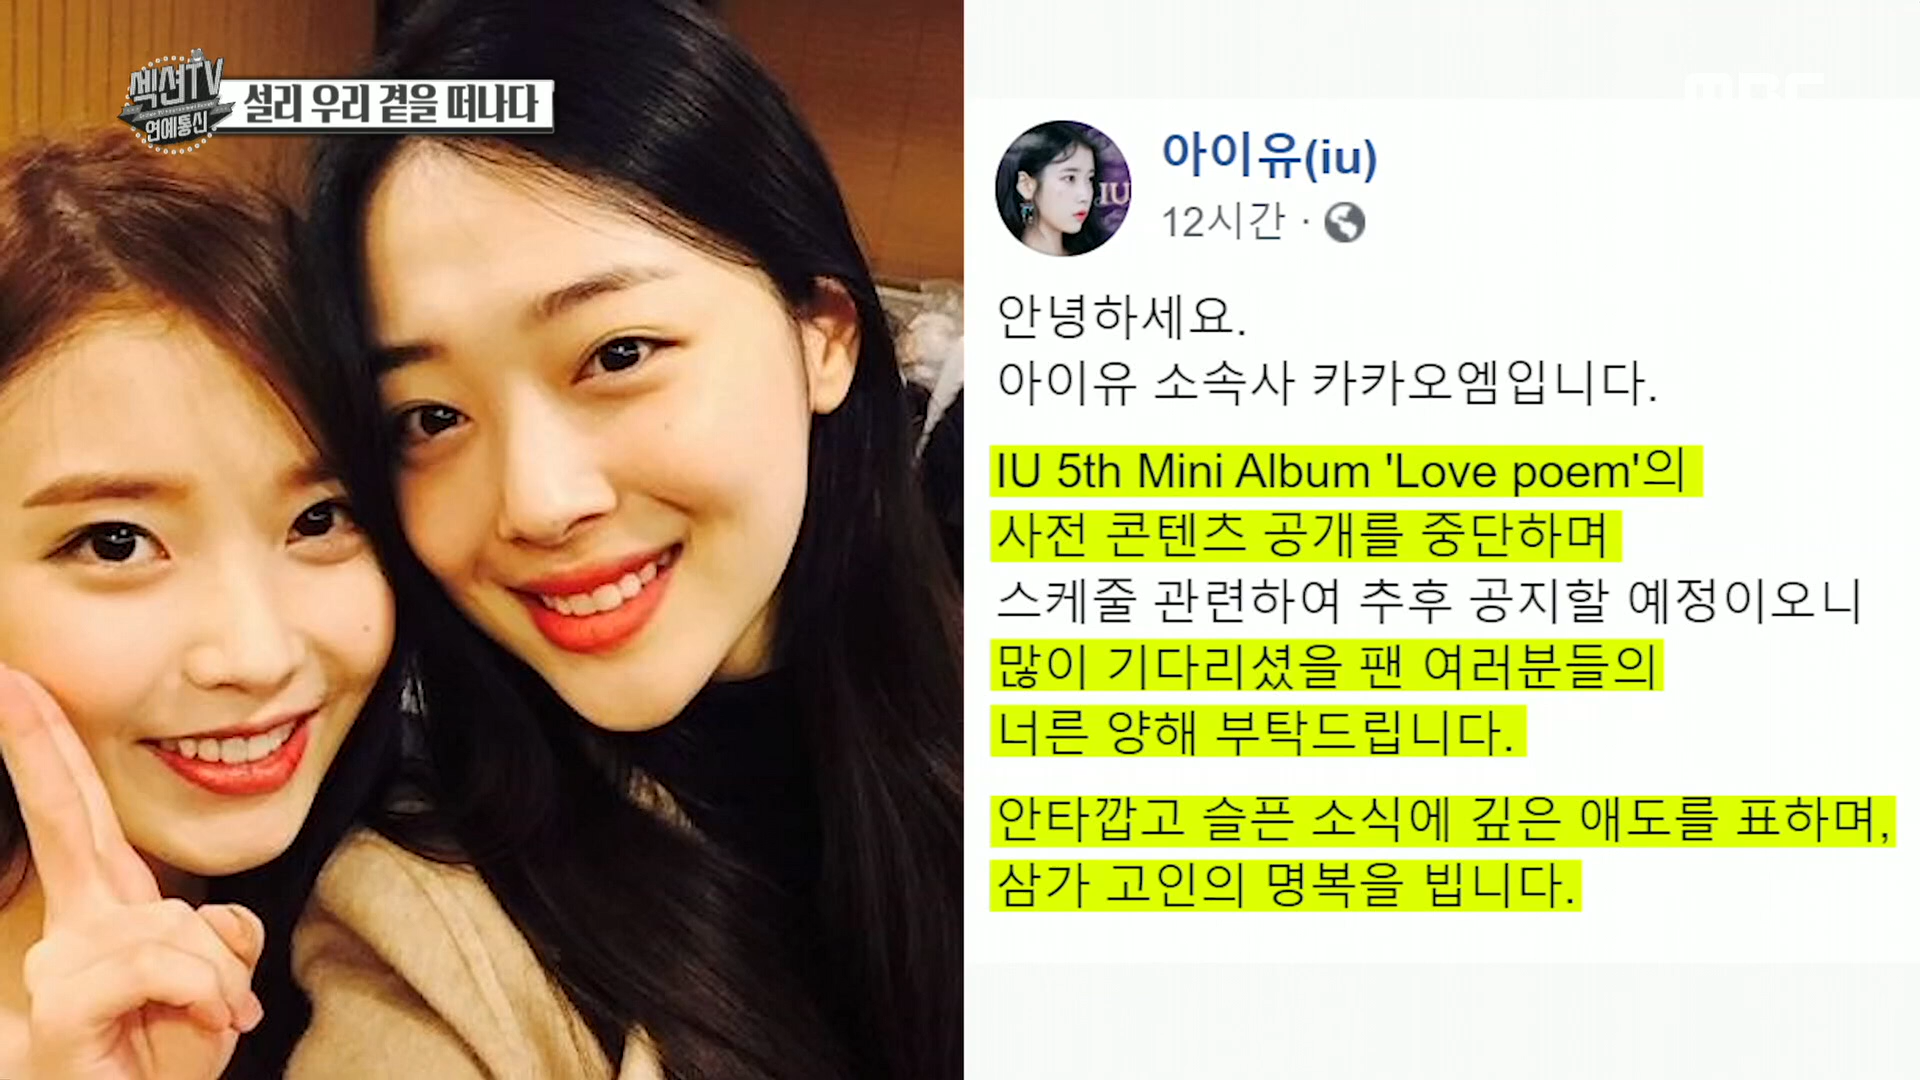 섹션TV
연예통신
설리 우리 곁을 떠나다
MBC
IU
아이유(iu)
12시간 ·
안녕하세요.
아이유 소속사 카카오엠입니다.
IU 5th Mini Album 'Love poem'의
사전 콘텐츠 공개를 중단하며
스케줄 관련하여 추후 공지할 예정이오니
많이 기다리셨을 팬 여러분들의
너른 양해 부탁드립니다.
안타깝고 슬픈 소식에 깊은 애도를 표하며,
삼가 고인의 명복을 빕니다.